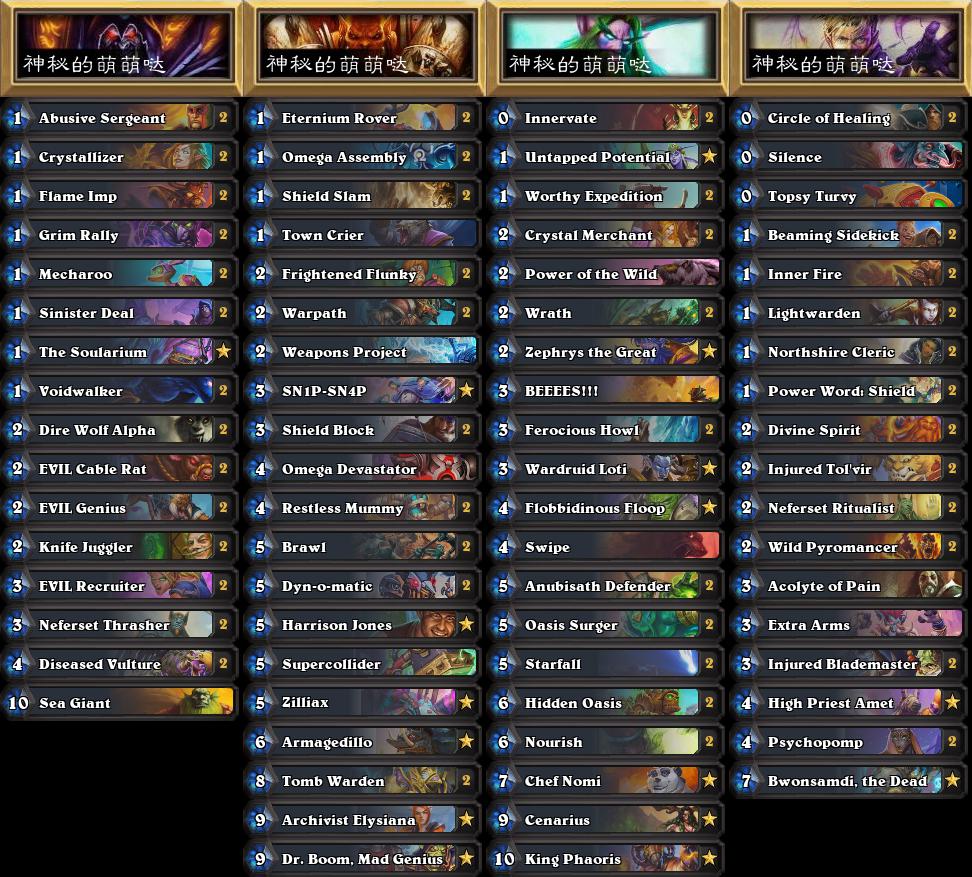 神秘的萌萌哒
1 Abusive Sergeant 2
1 Crystallizer 2
1 Flame Imp 2
1 Grim Rally 2
1 Mecharoo 2
1 Sinister Deal 2
1 The Soularium
1 Voidwalker 2
2 Dire Wolf Alpha 2
2 EVIL Cable Rat 2
2 EVIL Genius 2
2 Knife Juggler 2
3 EVIL Recruiter 2
3 Neferset Thrasher 2
4 Diseased Vulture 2
10 Sea Giant
神秘的萌萌哒
1 Eternium Rover 2
1 Omega Assembly 2
1 Shield Slam 2
1 Town Crier
2 Frightened Flunky 2
2 Warpath 2
2 Weapons Project
3 SN1P-SN4P
3 Shield Block 2
4 Omega Devastator
4 Restless Mummy 2
5 Brawl 2
5 Dyn-o-matic 2
5 Harrison Jones
5 Supercollider
5 Zilliax
6 Armagedillo
8 Tomb Warden 2
9 Archivist Elysiana
9 Dr. Boom, Mad Genius
神秘的萌萌哒
0 Innervate 2
1 Untapped Potential
1 Worthy Expedition 2
2 Crystal Merchant 2
2 Power of the Wild
2 Wrath 2
2 Zephrys the Great
3 BEEEES!!!
3 Ferocious Howl 2
3 Wardruid Loti
4 Flobbidinous Floop
4 Swipe
5 Anubisath Defender 2
5 Oasis Surger 2
5 Starfall 2
6 Hidden Oasis 2
6 Nourish 2
7 Chef Nomi
9 Cenarius
10 King Phaoris
神秘的萌萌哒
0 Circle of Healing 2
0 Silence
0 Topsy Turvy 2
1 Beaming Sidekick 2
1 Inner Fire 2
1 Lightwarden 2
1 Northshire Cleric 2
1 Power Word: Shield 2
2 Divine Spirit 2
2 Injured Tol'vir 2
2 Neferset Ritualist 2
2 Wild Pyromancer 2
3 Acolyte of Pain
3 Extra Arms
3 Injured Blademaster 2
4 High Priest Amet
4 Psychopomp 2
7 Bwonsamdi, the Dead